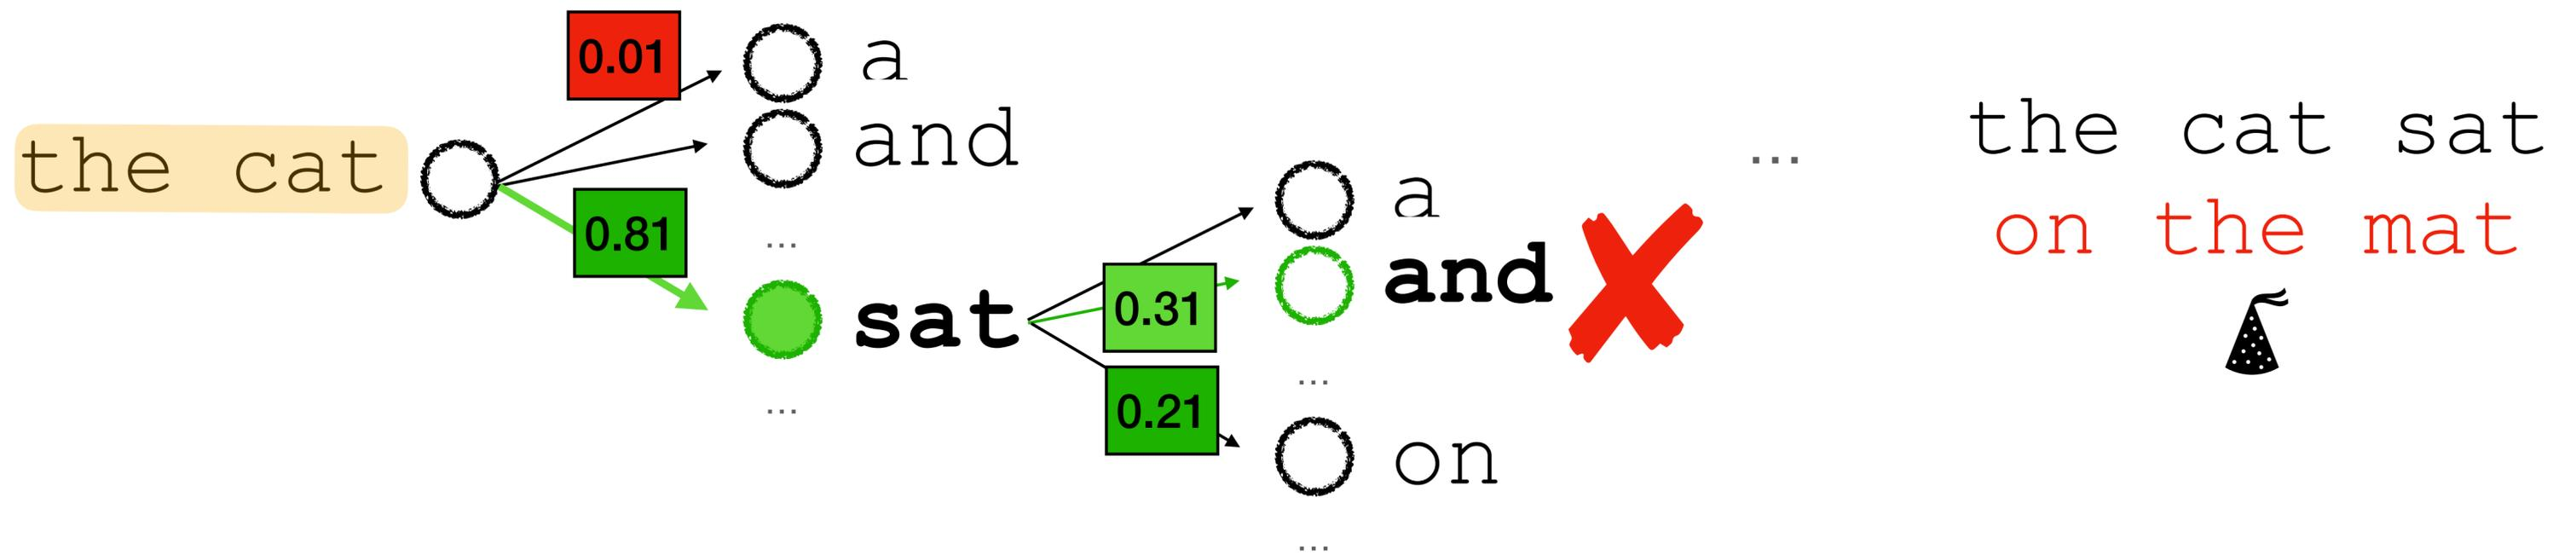 the cat
0.01
0.81
a
and
...
sat
...
0.31
0.21
a
and
...
on
...
...
the cat sat
on the mat